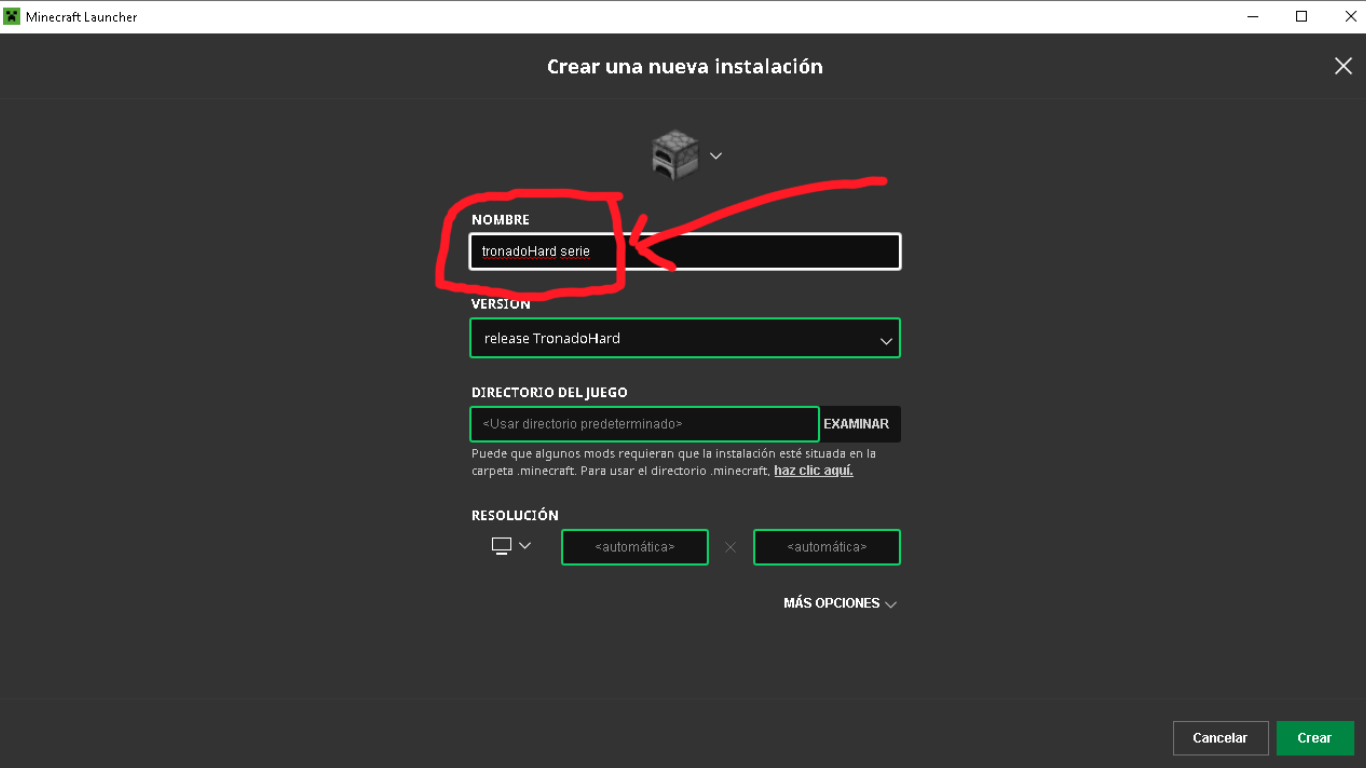 Minecraft Launcher
Crear una nueva instalación
NOMBRE
tronadoHard serie
VERSIÓN
release TronadoHard
DIRECTORIO DEL JUEGO
<Usar directorio predeterminado>
EXAMINAR
Puede que algunos mods requieran que la instalación esté situada en la
carpeta .minecraft. Para usar el directorio .minecraft, haz clic aquí.
RESOLUCIÓN
<automática>
<automática>
MÁS OPCIONES
Cancelar
Crear